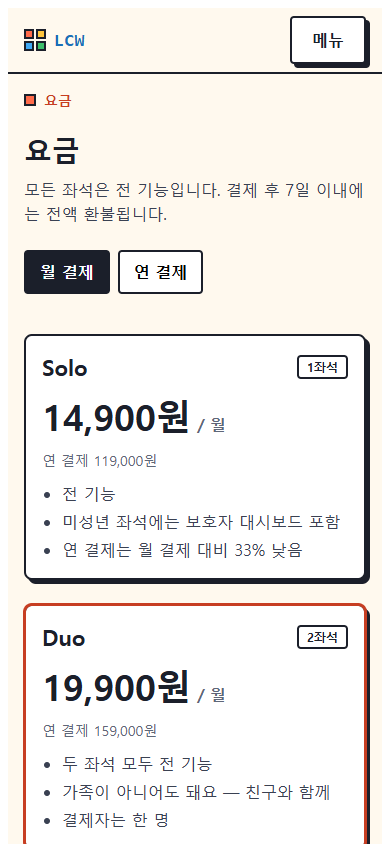 LCW
메뉴
요금
요금
모든 좌석은 전 기능입니다. 결제 후 7일 이내에
는 전액 환불됩니다.
월 결제
연 결제
Solo
1좌석
14,900원 / 월
연 결제 119,000원
• 전 기능
• 미성년 좌석에는 보호자 대시보드 포함
• 연 결제는 월 결제 대비 33% 낮음
Duo
2좌석
19,900원 / 월
연 결제 159,000원
• 두 좌석 모두 전 기능
• 가족이 아니어도 돼요 — 친구와 함께
• 결제자는 한 명